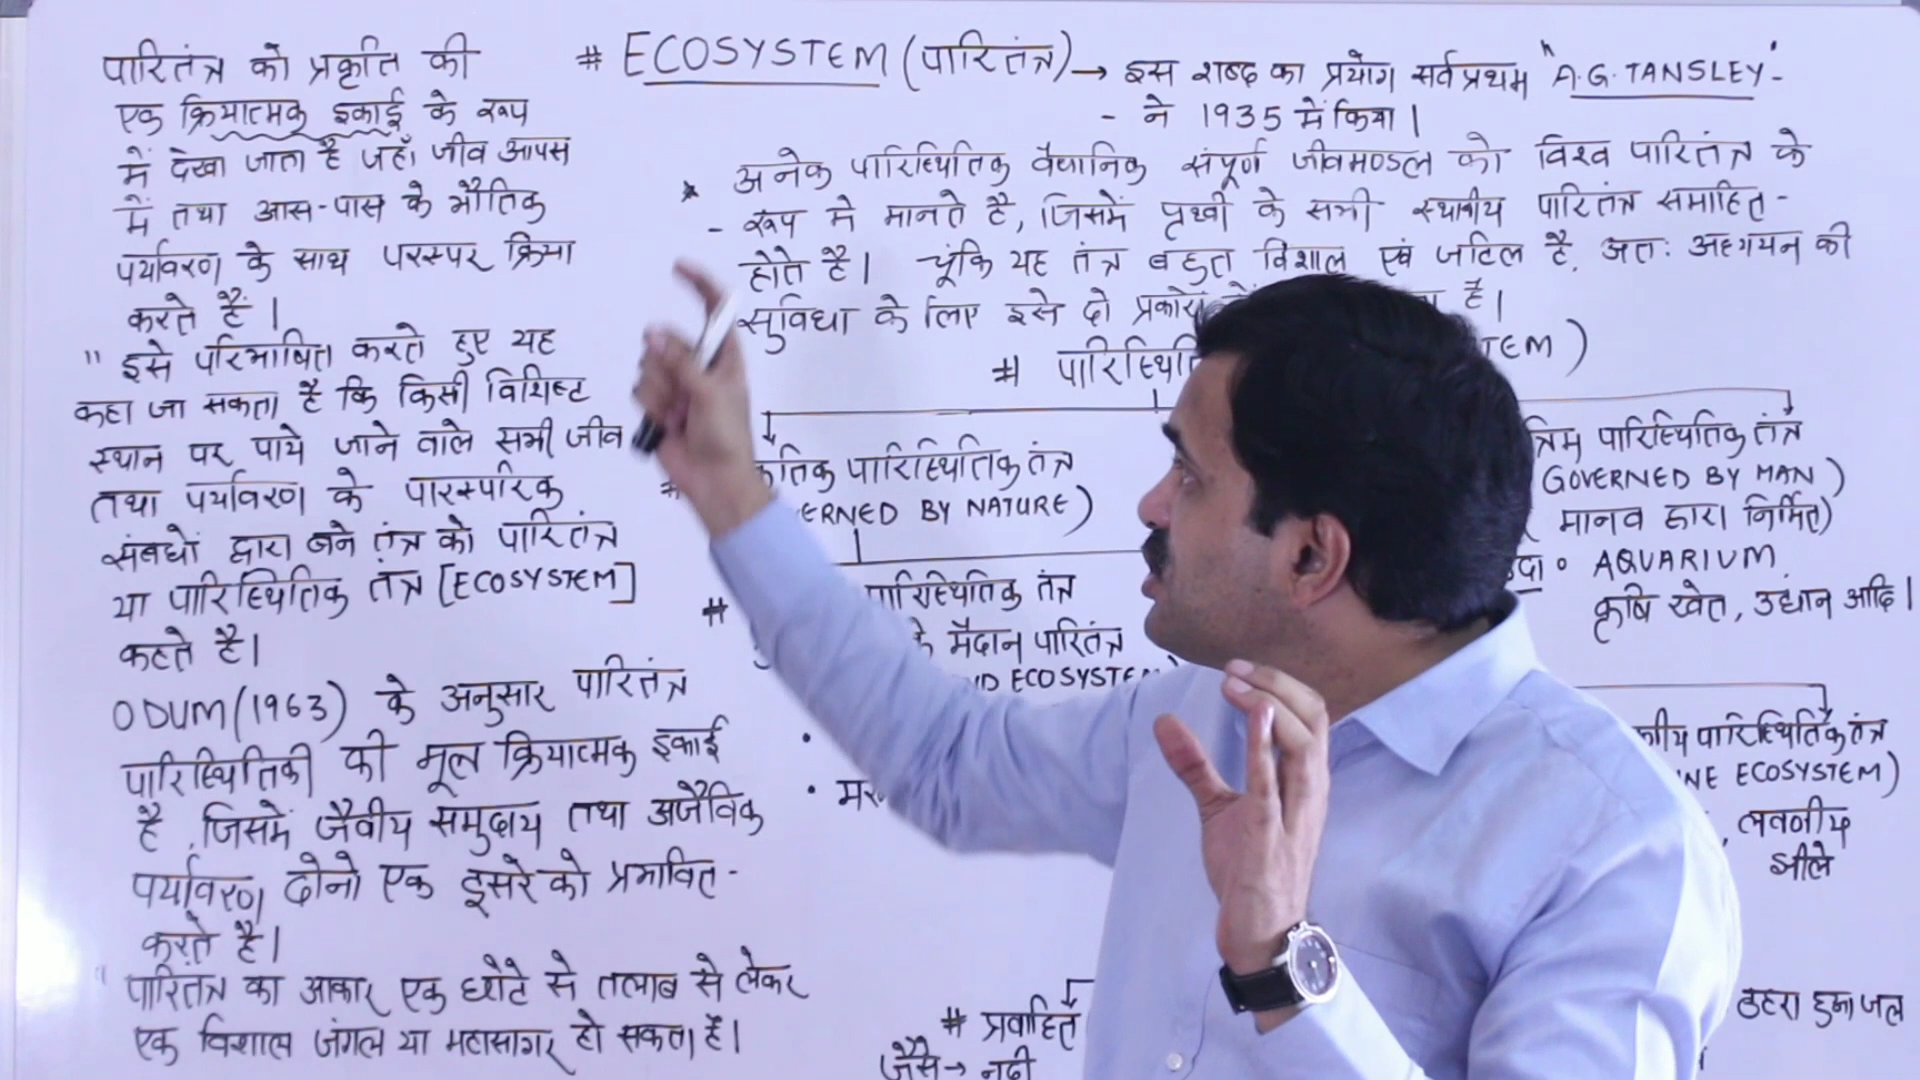 पारितंत्र को प्रकृति की
एक क्रियात्मक इकाई के रूप
में देखा जाता है जहाँ जीव आपस
में तथा आस-पास के भौतिक
पर्यावरण के साथ परस्पर क्रिया
करते हैं।
" इसे परिभाषित करते हुए यह
कहा जा सकता है कि किसी विशिष्ट
स्थान पर पाये जाने वाले सभी जीव
तथा पर्यावरण के पारस्परिक
संबधों द्वारा बने तंत्र को पारितंत्र
या पारिस्थितिक तंत्र [ECOSYSTEM]
कहते है।
ODUM(1963) के अनुसार पारितंत्र
पारिस्थितिकी की मूल क्रियात्मक इकाई
है, जिसमें जैवीय समुदाय तथा अजैविक
पर्यावरण दोनो एक दूसरे को प्रभावित-
करते है।
" पारितंत्र का आकार एक छोटे से तलाब से लेकर
एक विशाल जंगल या महासागर हो सकता है।
# ECOSYSTEM (पारितंत्र) → इस शब्द का प्रयोग सर्वप्रथम "A.G.TANSLEY"-
- ने 1935 में किया।
* अनेक पारिस्थितिक वैधानिक संपूर्ण जीवमण्डल को विश्व पारितंत्र के
- रूप मे मानते है, जिसमें पृथ्वी के सभी स्थानीय पारितंत्र समाहित-
होते है। चूंकि यह तंत्र बहुत विशाल एवं जटिल है, अतः अध्ययन की
सुविधा के लिए इसे दो प्रकारों है।
# TEM)
पारिस्थितिक तंत्र
ERNED BY NATURE)
पारिस्थितिक तंत्र
GOVERNED BY MAN)
मानव द्वारा निर्मित)
उदा० AQUARIUM
कृषि खेत, उद्यान आदि।
# पारिस्थितिक तंत्र
के मैदान पारितंत्र
ND ECOSYSTEM)
पारिस्थितिक तंत्र
NE ECOSYSTEM)
, लवणीय
झीले
# प्रवाहित
जैसे → नदी
ठहरा हुआ जल